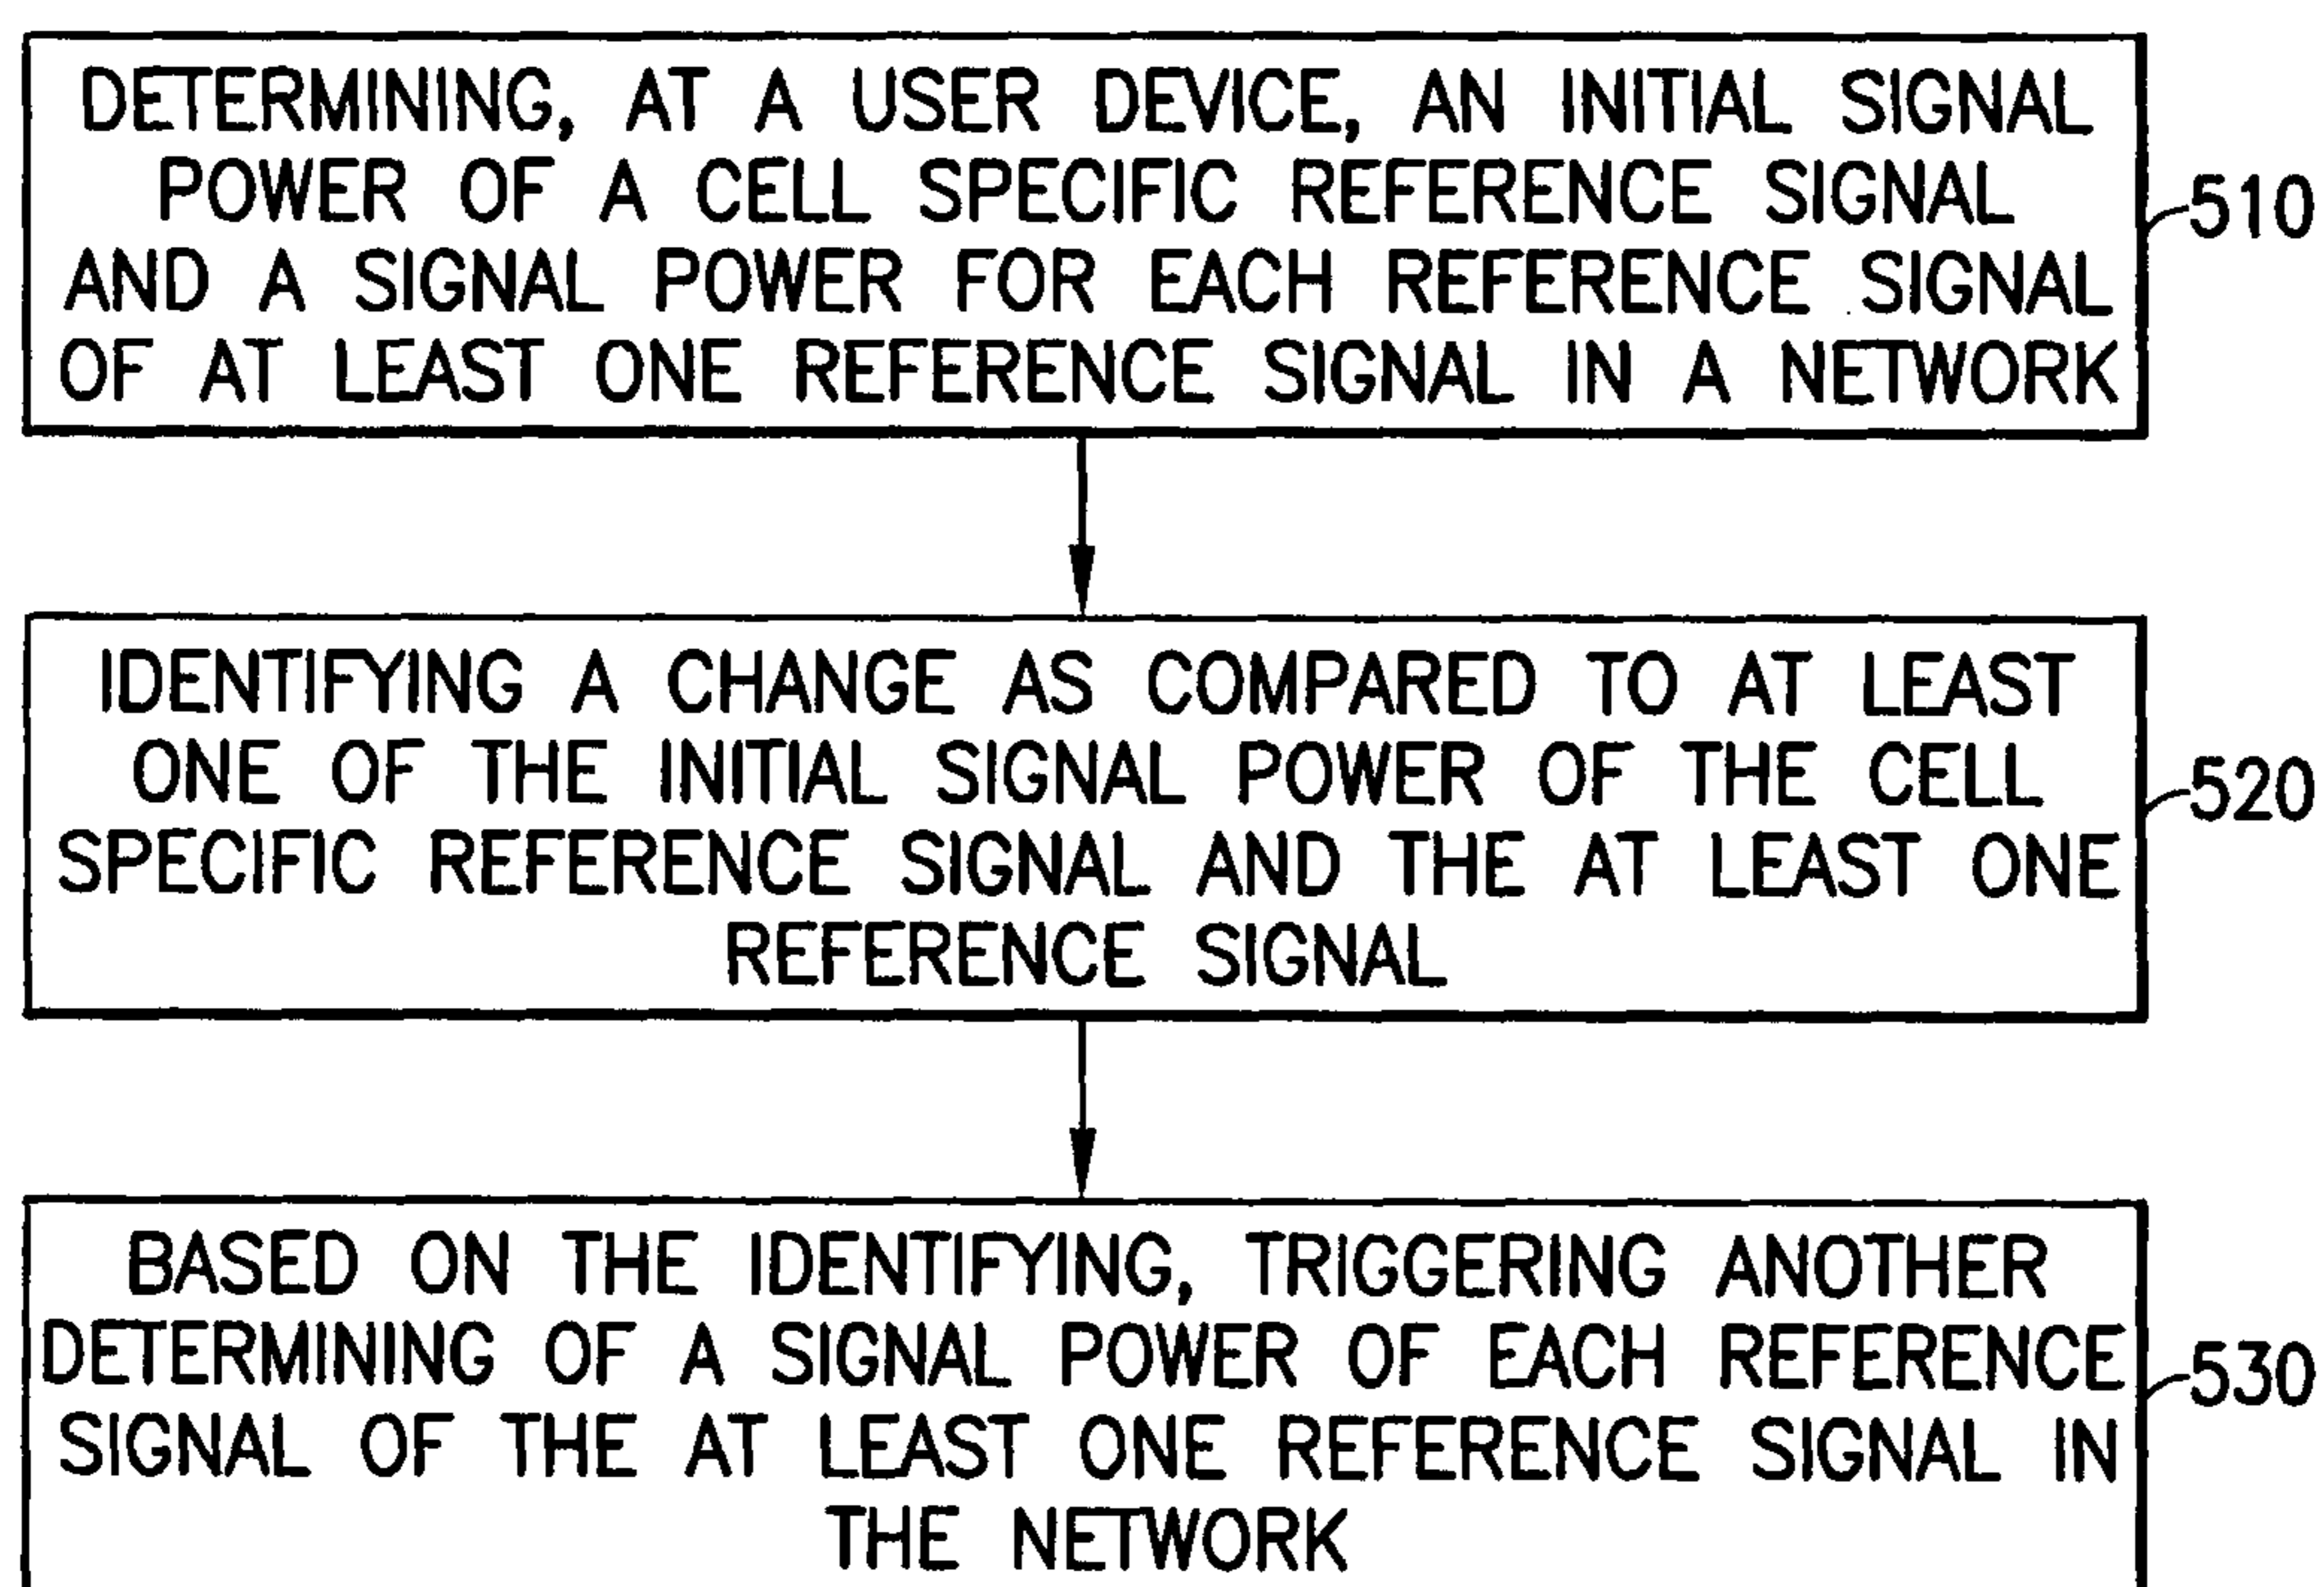 DETERMINING, AT A USER DEVICE, AN INITIAL SIGNAL
POWER OF A CELL SPECIFIC REFERENCE SIGNAL
AND A SIGNAL POWER FOR EACH REFERENCE SIGNAL
OF AT LEAST ONE REFERENCE SIGNAL IN A NETWORK
510
IDENTIFYING A CHANGE AS COMPARED TO AT LEAST
ONE OF THE INITIAL SIGNAL POWER OF THE CELL
SPECIFIC REFERENCE SIGNAL AND THE AT LEAST ONE
REFERENCE SIGNAL
520
BASED ON THE IDENTIFYING, TRIGGERING ANOTHER
DETERMINING OF A SIGNAL POWER OF EACH REFERENCE
SIGNAL OF THE AT LEAST ONE REFERENCE SIGNAL IN
THE NETWORK
530